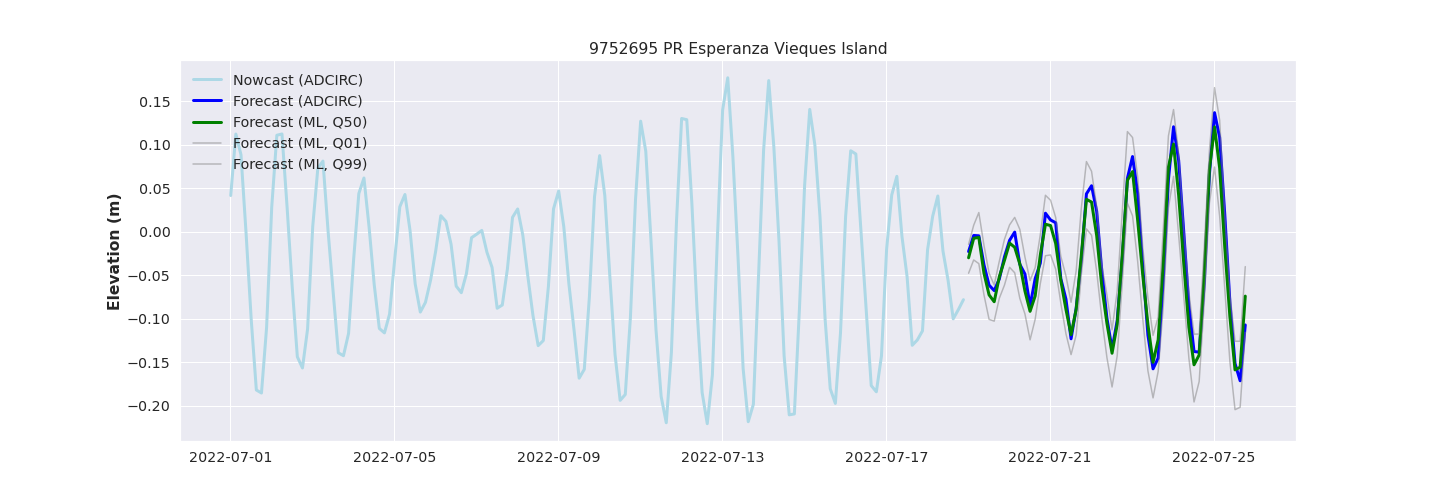 9752695 PR Esperanza Vieques Island
Nowcast (ADCIRC)
Forecast (ADCIRC)
Forecast (ML, Q50)
Forecast (ML, Q01)
Forecast (ML, Q99)
Elevation (m)
0.15
0.10
0.05
0.00
−0.05
−0.10
−0.15
−0.20
2022-07-01 2022-07-05 2022-07-09 2022-07-13 2022-07-17 2022-07-21 2022-07-25